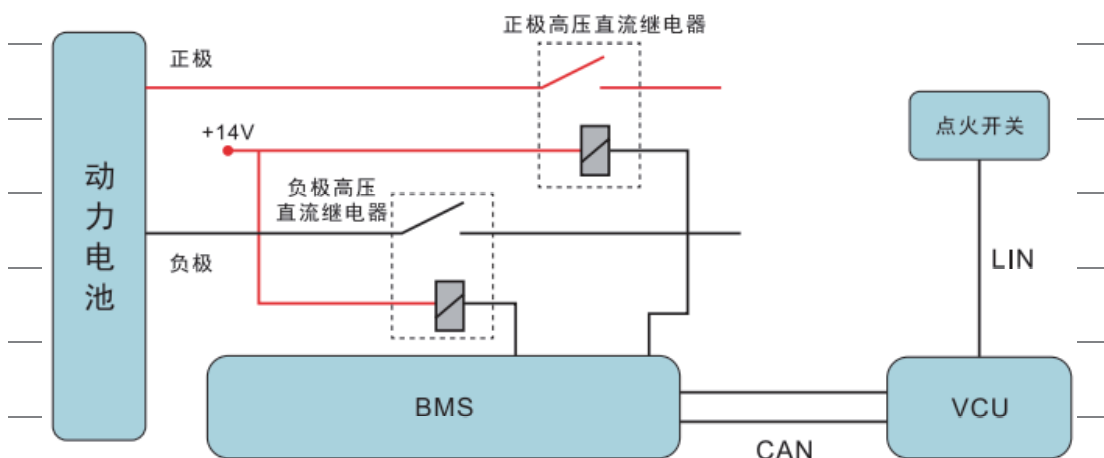 正极高压直流继电器
正极
+14V
点火开关
动力电池
负极高压
直流继电器
负极
LIN
BMS
VCU
CAN